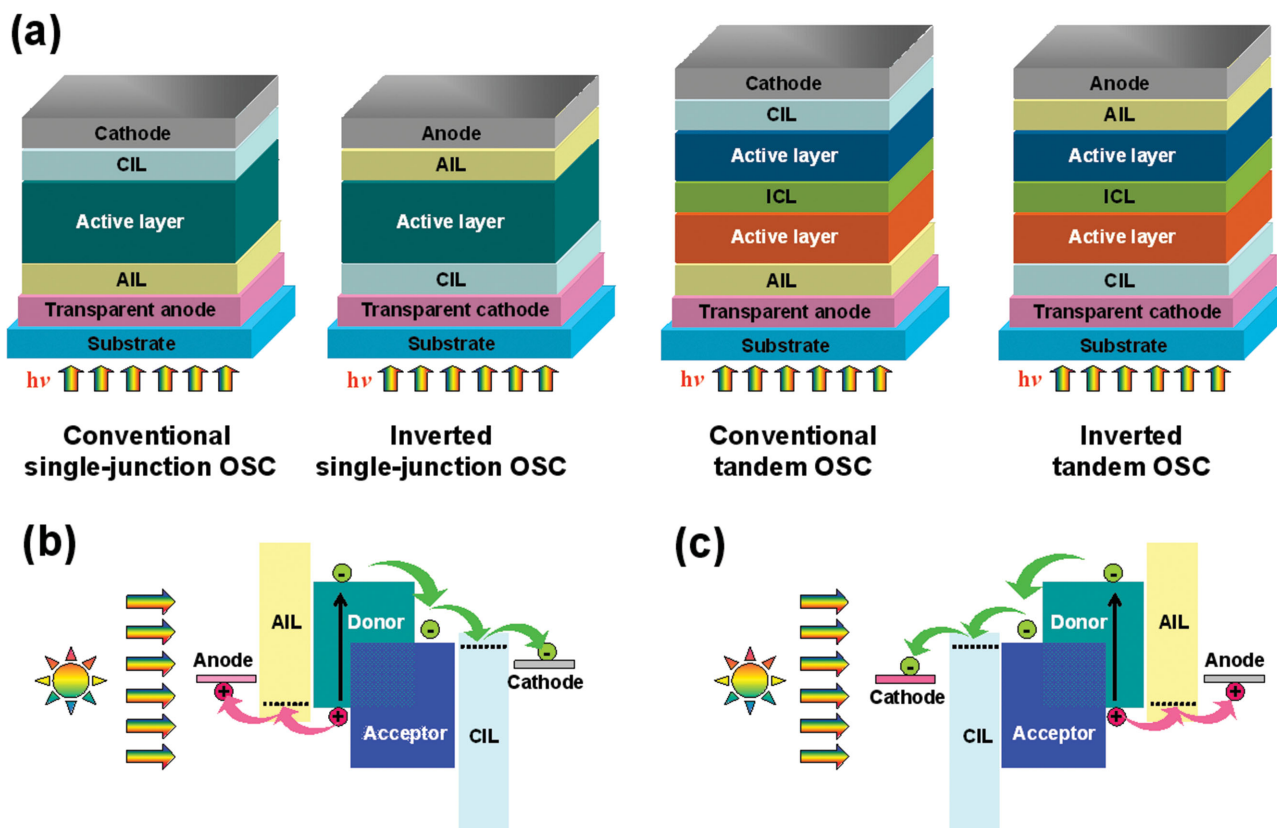 (a)
Cathode
CIL
Active layer
AIL
Transparent anode
Substrate
hν
Conventional
single-junction OSC
Anode
AIL
Active layer
CIL
Transparent cathode
Substrate
hν
Inverted
single-junction OSC
Cathode
CIL
Active layer
ICL
Active layer
AIL
Transparent anode
Substrate
hν
Conventional
tandem OSC
Anode
AIL
Active layer
ICL
Active layer
CIL
Transparent cathode
Substrate
hν
Inverted
tandem OSC
(b)
Anode
+
AIL
-
Donor
+
-
Acceptor
CIL
-
Cathode
(c)
-
Cathode
CIL
-
Acceptor
-
Donor
+
AIL
Anode
+